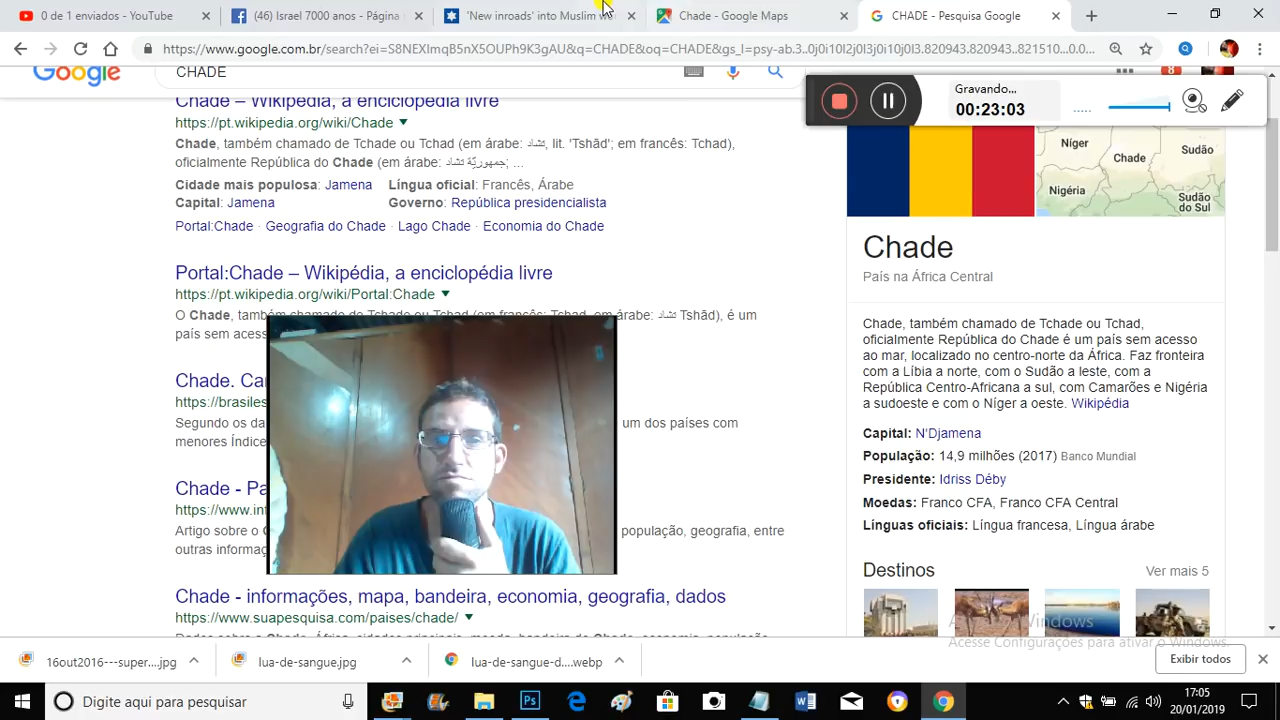 0 de 1 enviados - YouTube
(46) Israel 7000 anos - Página
'New inroads' into Muslim w
Chade - Google Maps
CHADE - Pesquisa Google
https://www.google.com.br/search?ei=S8NEXImqB5nX5OUPh9K3gAU&q=CHADE&oq=CHADE&gs_l=psy-ab.3..0j0i10l2j0l3j0i10j0l3.820943.820943..821510...0.0...
Google
CHADE
8
Gravando...
00:23:03
Chade – Wikipédia, a enciclopédia livre
https://pt.wikipedia.org/wiki/Chade
Chade, também chamado de Tchade ou Tchad (em árabe: تشاد, lit. 'Tshād'; em francês: Tchad),
oficialmente República do Chade (em árabe: جمهوريّة تشاد; ...
Cidade mais populosa: Jamena Língua oficial: Francês, Árabe
Capital: Jamena Governo: República presidencialista
Portal:Chade · Geografia do Chade · Lago Chade · Economia do Chade
Portal:Chade – Wikipédia, a enciclopédia livre
https://pt.wikipedia.org/wiki/Portal:Chade
O Chade, também chamado de Tchade ou Tchad (em francês: Tchad, em árabe: تشاد Tshād), é um
país sem acess
Chade. Ca
https://brasiles
Segundo os da um dos países com
menores Índice
Chade - Pa
https://www.in
Artigo sobre o C população, geografia, entre
outras informaç
Chade - informações, mapa, bandeira, economia, geografia, dados
https://www.suapesquisa.com/paises/chade/
Níger
Chade
Sudão
Nigéria
Sudão
do Sul
Chade
País na África Central
Chade, também chamado de Tchade ou Tchad,
oficialmente República do Chade é um país sem acesso
ao mar, localizado no centro-norte da África. Faz fronteira
com a Líbia a norte, com o Sudão a leste, com a
República Centro-Africana a sul, com Camarões e Nigéria
a sudoeste e com o Níger a oeste. Wikipédia
Capital: N'Djamena
População: 14,9 milhões (2017) Banco Mundial
Presidente: Idriss Déby
Moedas: Franco CFA, Franco CFA Central
Línguas oficiais: Língua francesa, Língua árabe
Destinos
Ver mais 5
Windows
Acesse Configurações para ativar o Windows.
16out2016---super....jpg
lua-de-sangue.jpg
lua-de-sangue-d....webp
Exibir todos
Digite aqui para pesquisar
17:05
20/01/2019